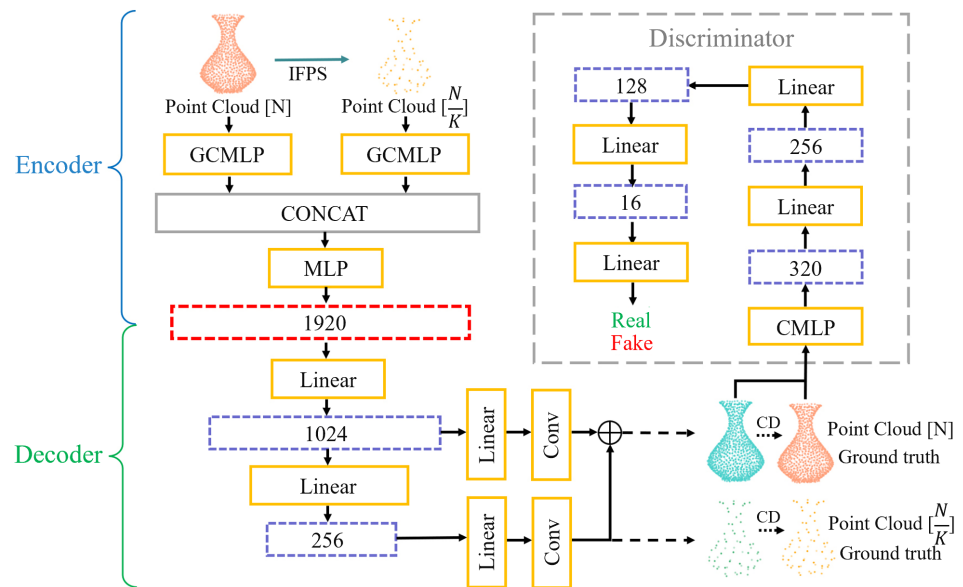 IFPS
Point Cloud [N]
Point Cloud [N/K]
GCMLP
GCMLP
CONCAT
MLP
1920
Encoder
Decoder
Linear
1024
Linear
256
Linear
Conv
Linear
Conv
Discriminator
128
Linear
16
Linear
Real
Fake
Linear
256
Linear
320
CMLP
CD
Point Cloud [N]
Ground truth
CD
Point Cloud [N/K]
Ground truth